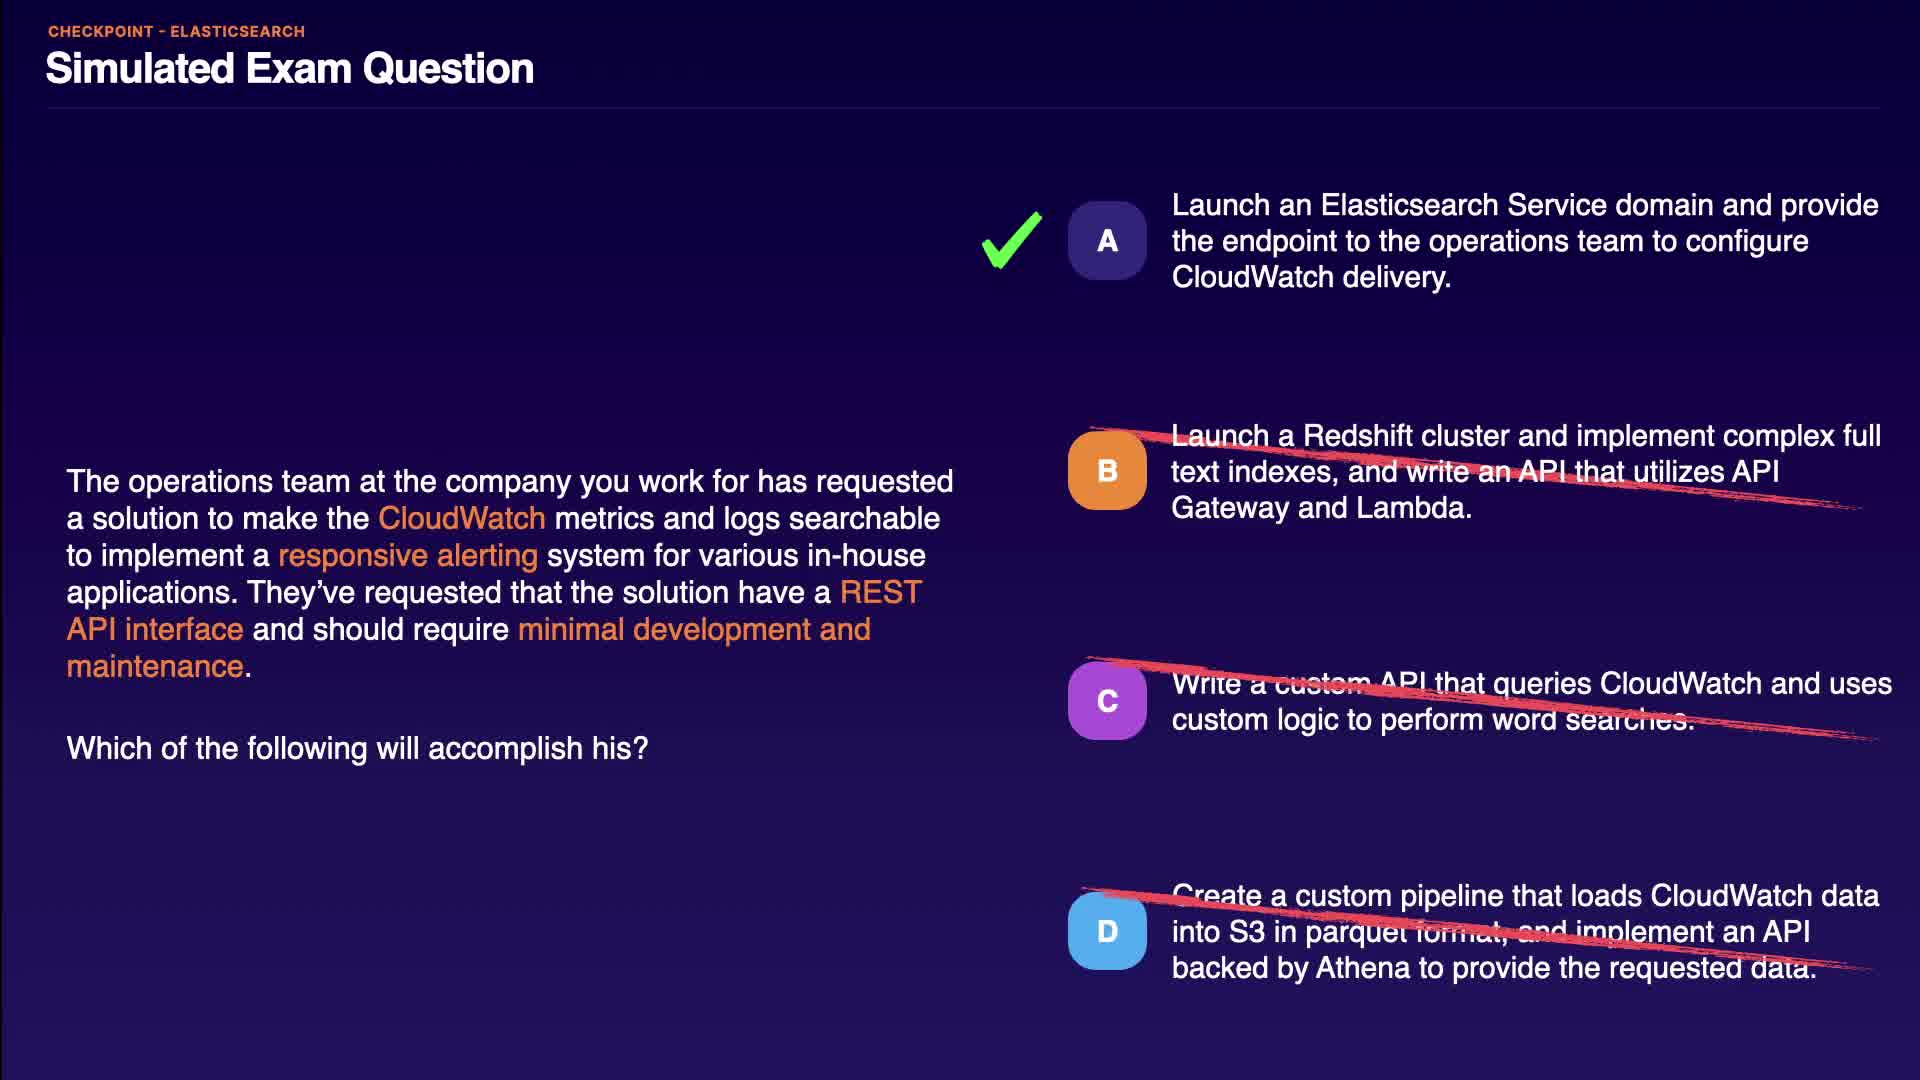 CHECKPOINT - ELASTICSEARCH
Simulated Exam Question
The operations team at the company you work for has requested
a solution to make the CloudWatch metrics and logs searchable
to implement a responsive alerting system for various in-house
applications. They’ve requested that the solution have a REST
API interface and should require minimal development and
maintenance.
Which of the following will accomplish his?
A
Launch an Elasticsearch Service domain and provide
the endpoint to the operations team to configure
CloudWatch delivery.
B
Launch a Redshift cluster and implement complex full
text indexes, and write an API that utilizes API
Gateway and Lambda.
C
Write a custom API that queries CloudWatch and uses
custom logic to perform word searches.
D
Create a custom pipeline that loads CloudWatch data
into S3 in parquet format, and implement an API
backed by Athena to provide the requested data.